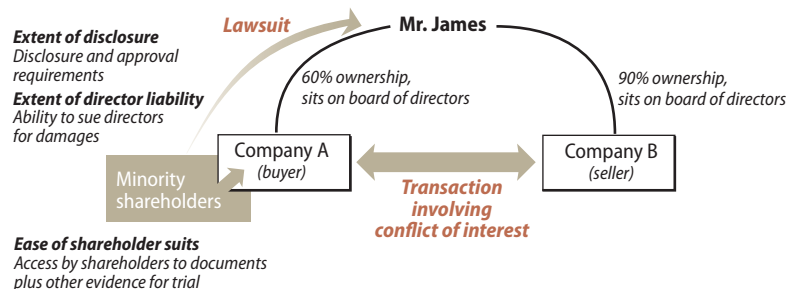 Lawsuit
Mr. James
Extent of disclosure
Disclosure and approval
requirements
Extent of director liability
Ability to sue directors
for damages
60% ownership,
sits on board of directors
90% ownership,
sits on board of directors
Company A
(buyer)
Company B
(seller)
Minority
shareholders
Transaction
involving
conflict of interest
Ease of shareholder suits
Access by shareholders to documents
plus other evidence for trial